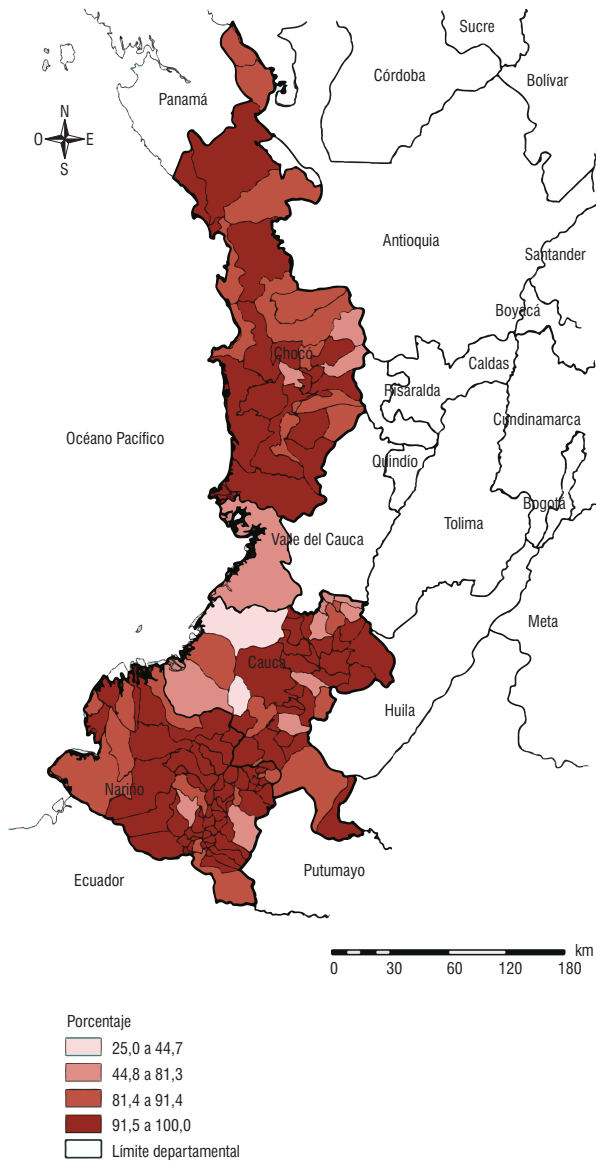 Sucre
Córdoba
Bolívar
Panamá
N
O
E
S
Antioquia
Santander
Boyacá
Chocó
Caldas
Risaralda
Cundinamarca
Océano Pacífico
Quindío
Bogotá
Tolima
Valle del Cauca
Meta
Cauca
Huila
Nariño
Putumayo
Ecuador
km
0 30 60 120 180
Porcentaje
25,0 a 44,7
44,8 a 81,3
81,4 a 91,4
91,5 a 100,0
Límite departamental